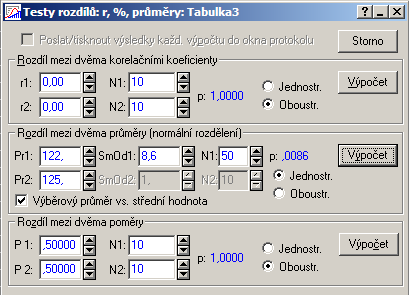 Testy rozdílů: r, %, průměry: Tabulka3
Poslat/tisknout výsledky každ. výpočtu do okna protokolu
Storno
Rozdíl mezi dvěma korelačními koeficienty
r1: 0,00 N1: 10 p: 1,0000 Jednostr. Výpočet
r2: 0,00 N2: 10 Oboustr.
Rozdíl mezi dvěma průměry (normální rozdělení)
Pr1: 122, SmOd1: 8,6 N1: 50 p: ,0086 Výpočet
Pr2: 125, SmOd2: 1, N2: 10 Jednostr.
Oboustr.
Výběrový průměr vs. střední hodnota
Rozdíl mezi dvěma poměry
P 1: ,50000 N1: 10 p: 1,0000 Jednostr. Výpočet
P 2: ,50000 N2: 10 Oboustr.